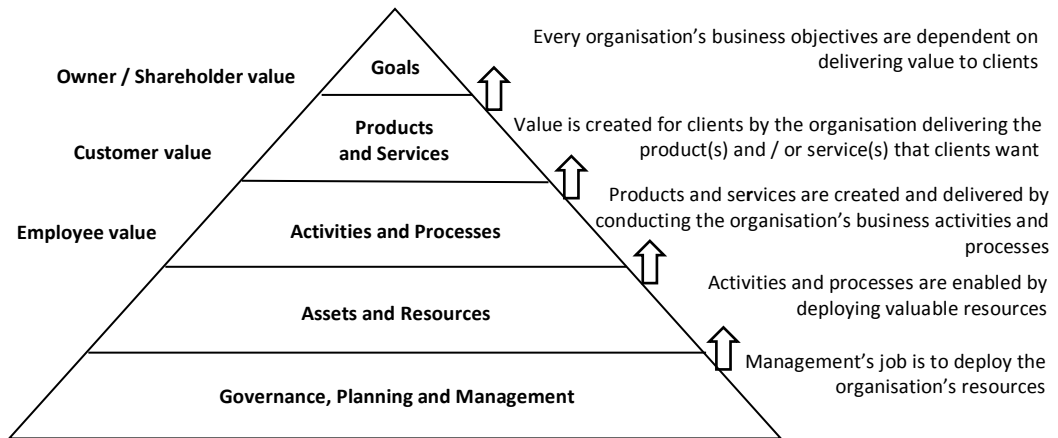 Every organisation’s business objectives are dependent on
delivering value to clients
Owner / Shareholder value
Goals
Value is created for clients by the organisation delivering the
product(s) and / or service(s) that clients want
Customer value
Products
and Services
Products and services are created and delivered by
conducting the organisation’s business activities and
processes
Employee value
Activities and Processes
Activities and processes are enabled by
deploying valuable resources
Assets and Resources
Management’s job is to deploy the
organisation’s resources
Governance, Planning and Management